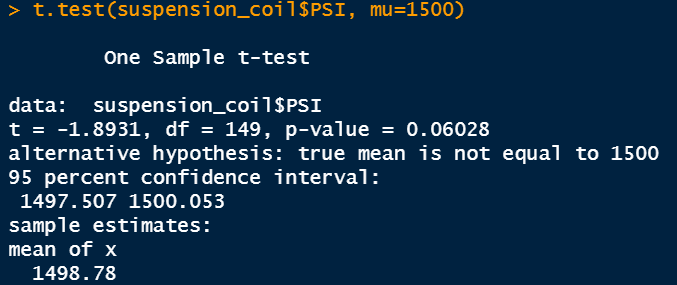 > t.test(suspension_coil$PSI, mu=1500)
One Sample t-test
data:  suspension_coil$PSI
t = -1.8931, df = 149, p-value = 0.06028
alternative hypothesis: true mean is not equal to 1500
95 percent confidence interval:
1497.507 1500.053
sample estimates:
mean of x
1498.78